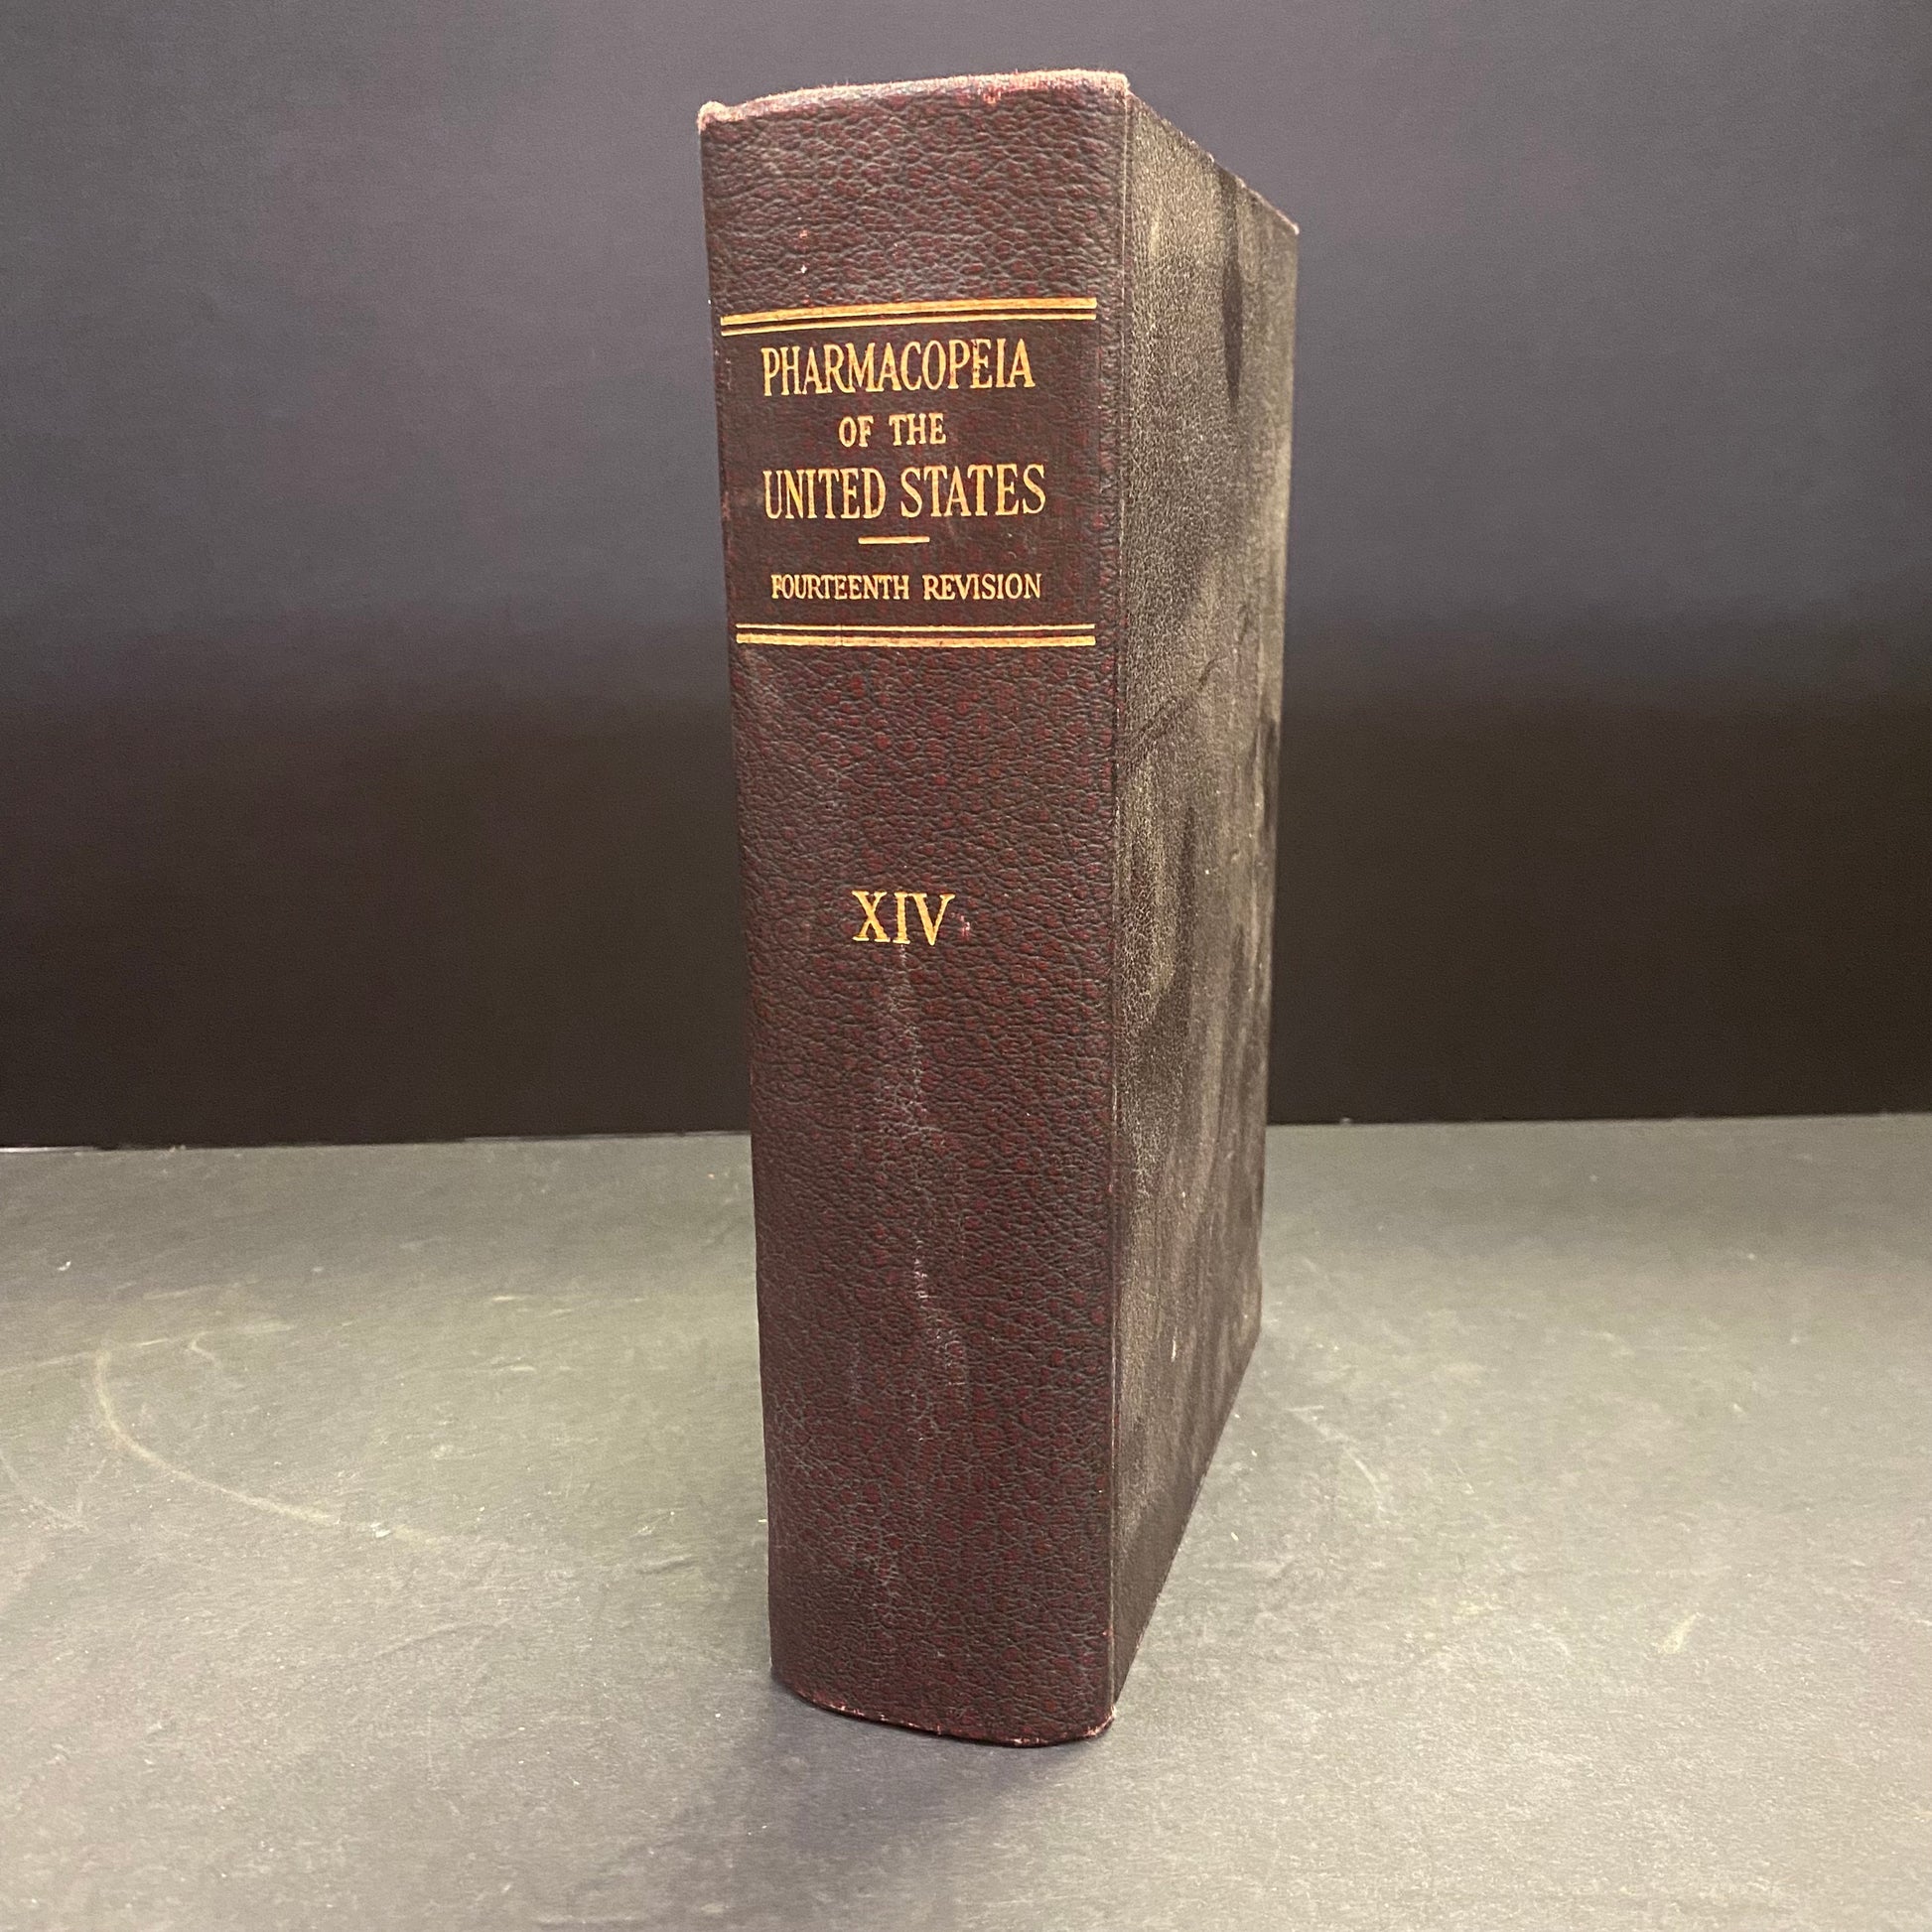 PHARMACOPEIA
OF THE
UNITED STATES
FOURTEENTH REVISION
XIV